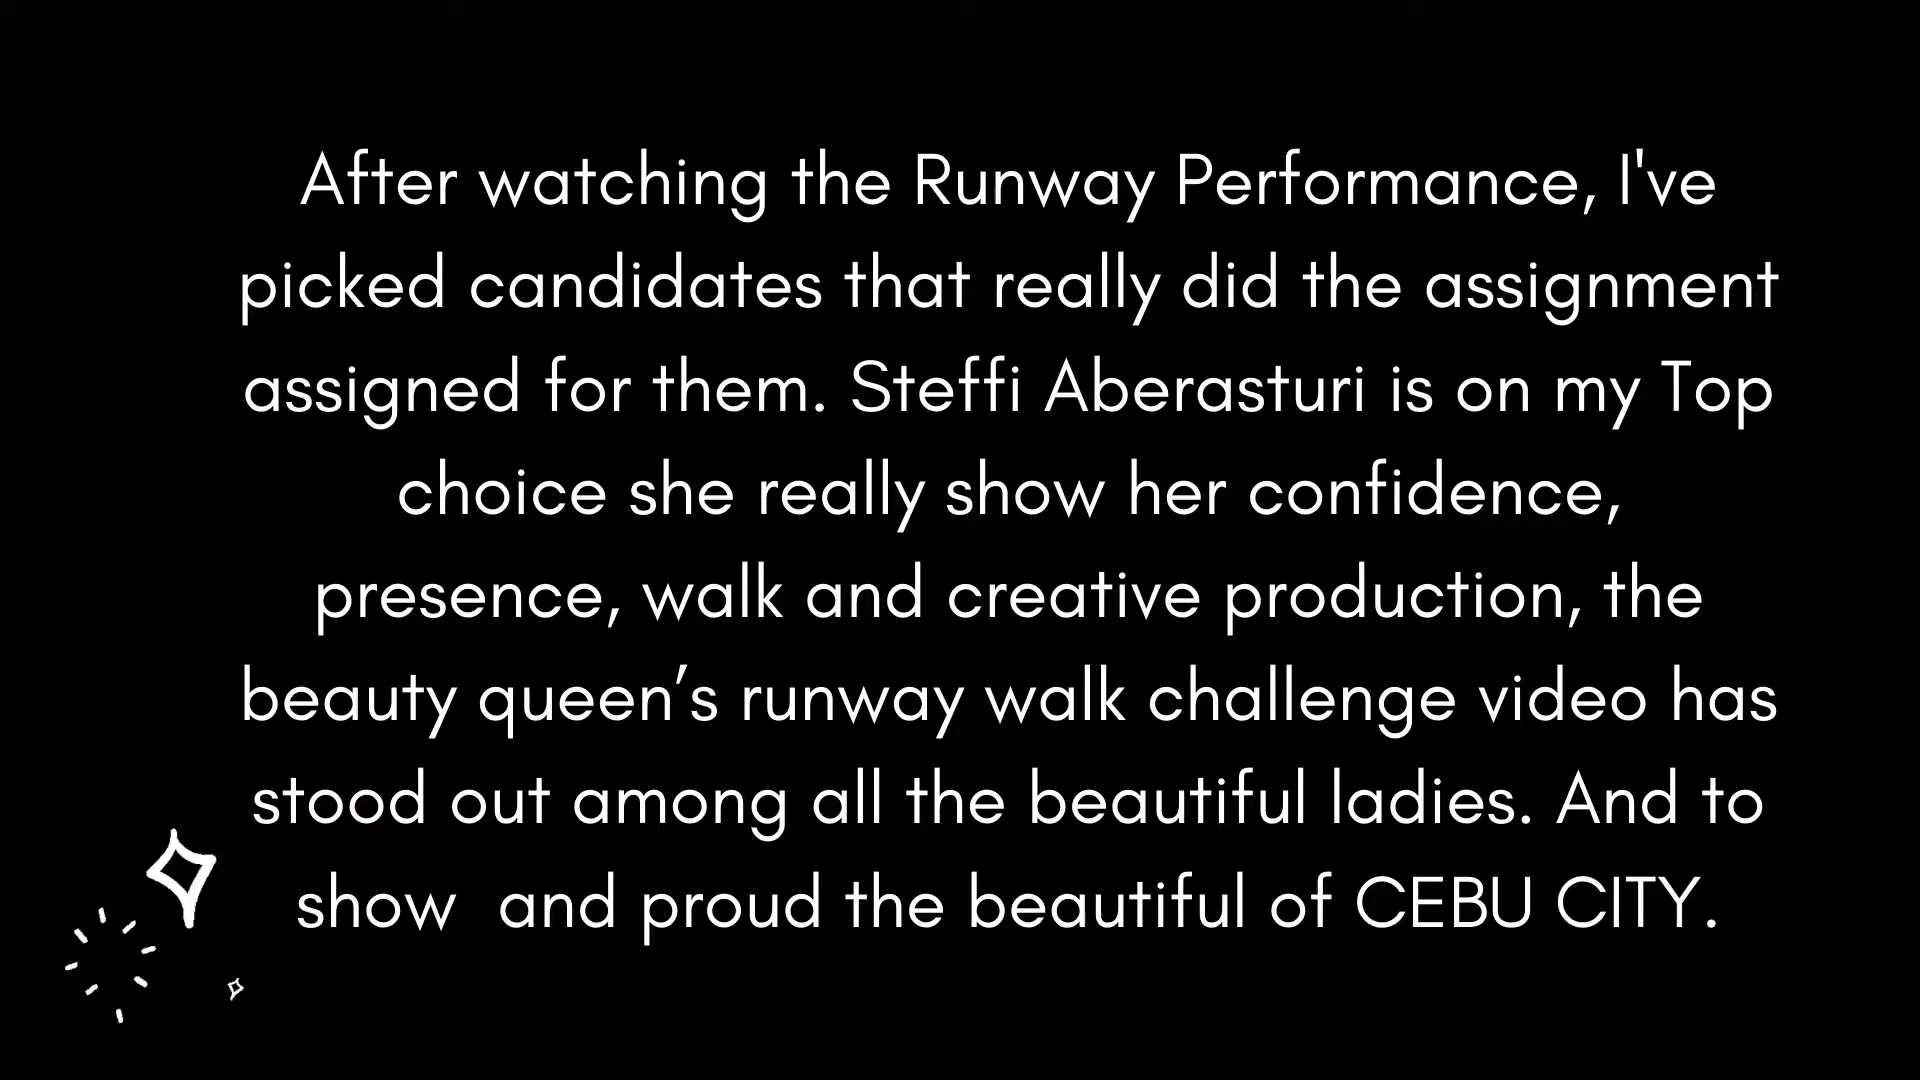 After watching the Runway Performance, I've
picked candidates that really did the assignment
assigned for them. Steffi Aberasturi is on my Top
choice she really show her confidence,
presence, walk and creative production, the
beauty queen’s runway walk challenge video has
stood out among all the beautiful ladies. And to
show  and proud the beautiful of CEBU CITY.